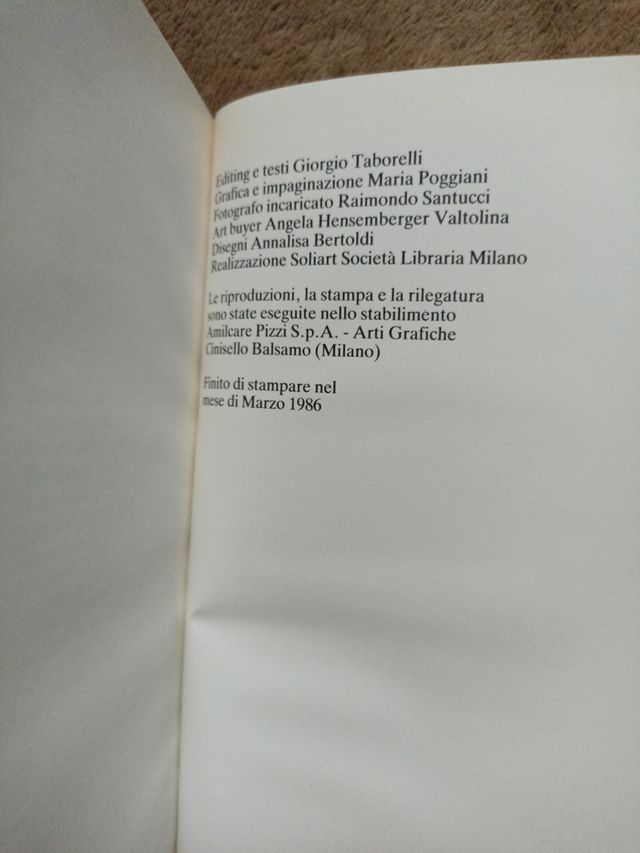 Editing e testi Giorgio Taborelli
Grafica e impaginazione Maria Poggiani
Fotografo incaricato Raimondo Santucci
Art buyer Angela Hensemberger Valtolina
Disegni Annalisa Bertoldi
Realizzazione Soliart Società Libraria Milano
Le riproduzioni, la stampa e la rilegatura
sono state eseguite nello stabilimento
Amilcare Pizzi S.p.A. - Arti Grafiche
Cinisello Balsamo (Milano)
Finito di stampare nel
mese di Marzo 1986